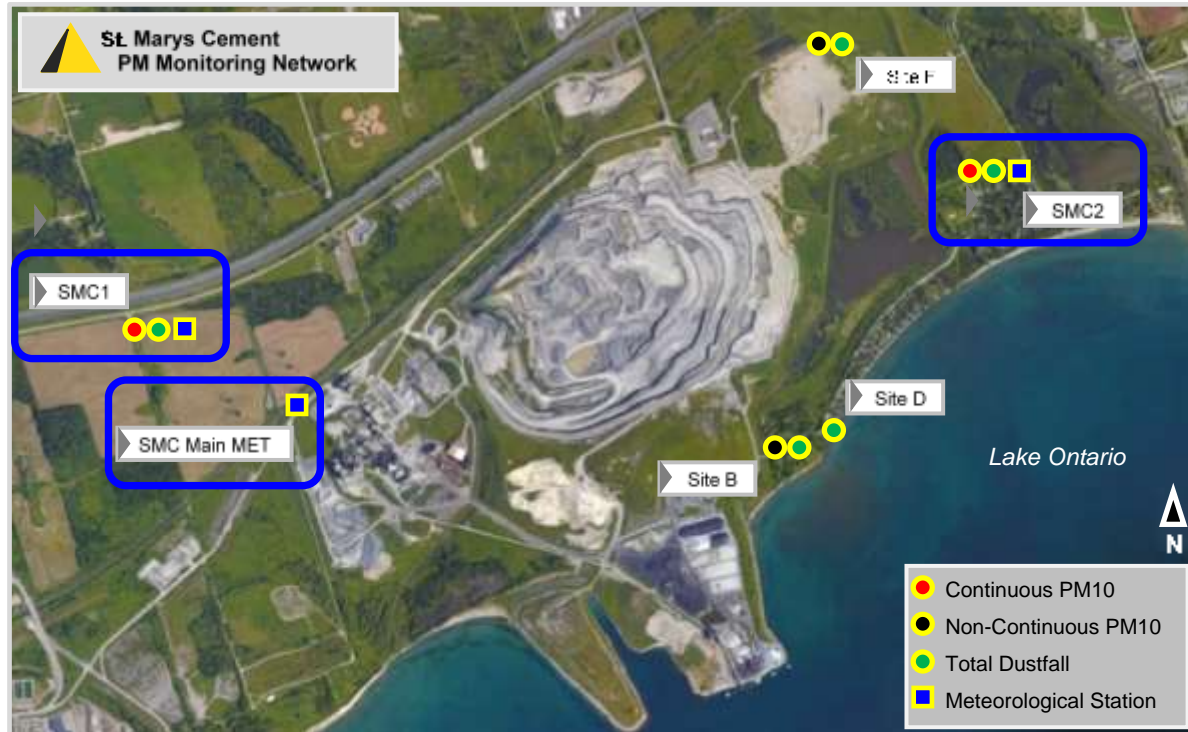 St. Marys Cement
PM Monitoring Network
Site F
SMC2
SMC1
SMC Main MET
Site D
Site B
Lake Ontario
N
Continuous PM10
Non-Continuous PM10
Total Dustfall
Meteorological Station